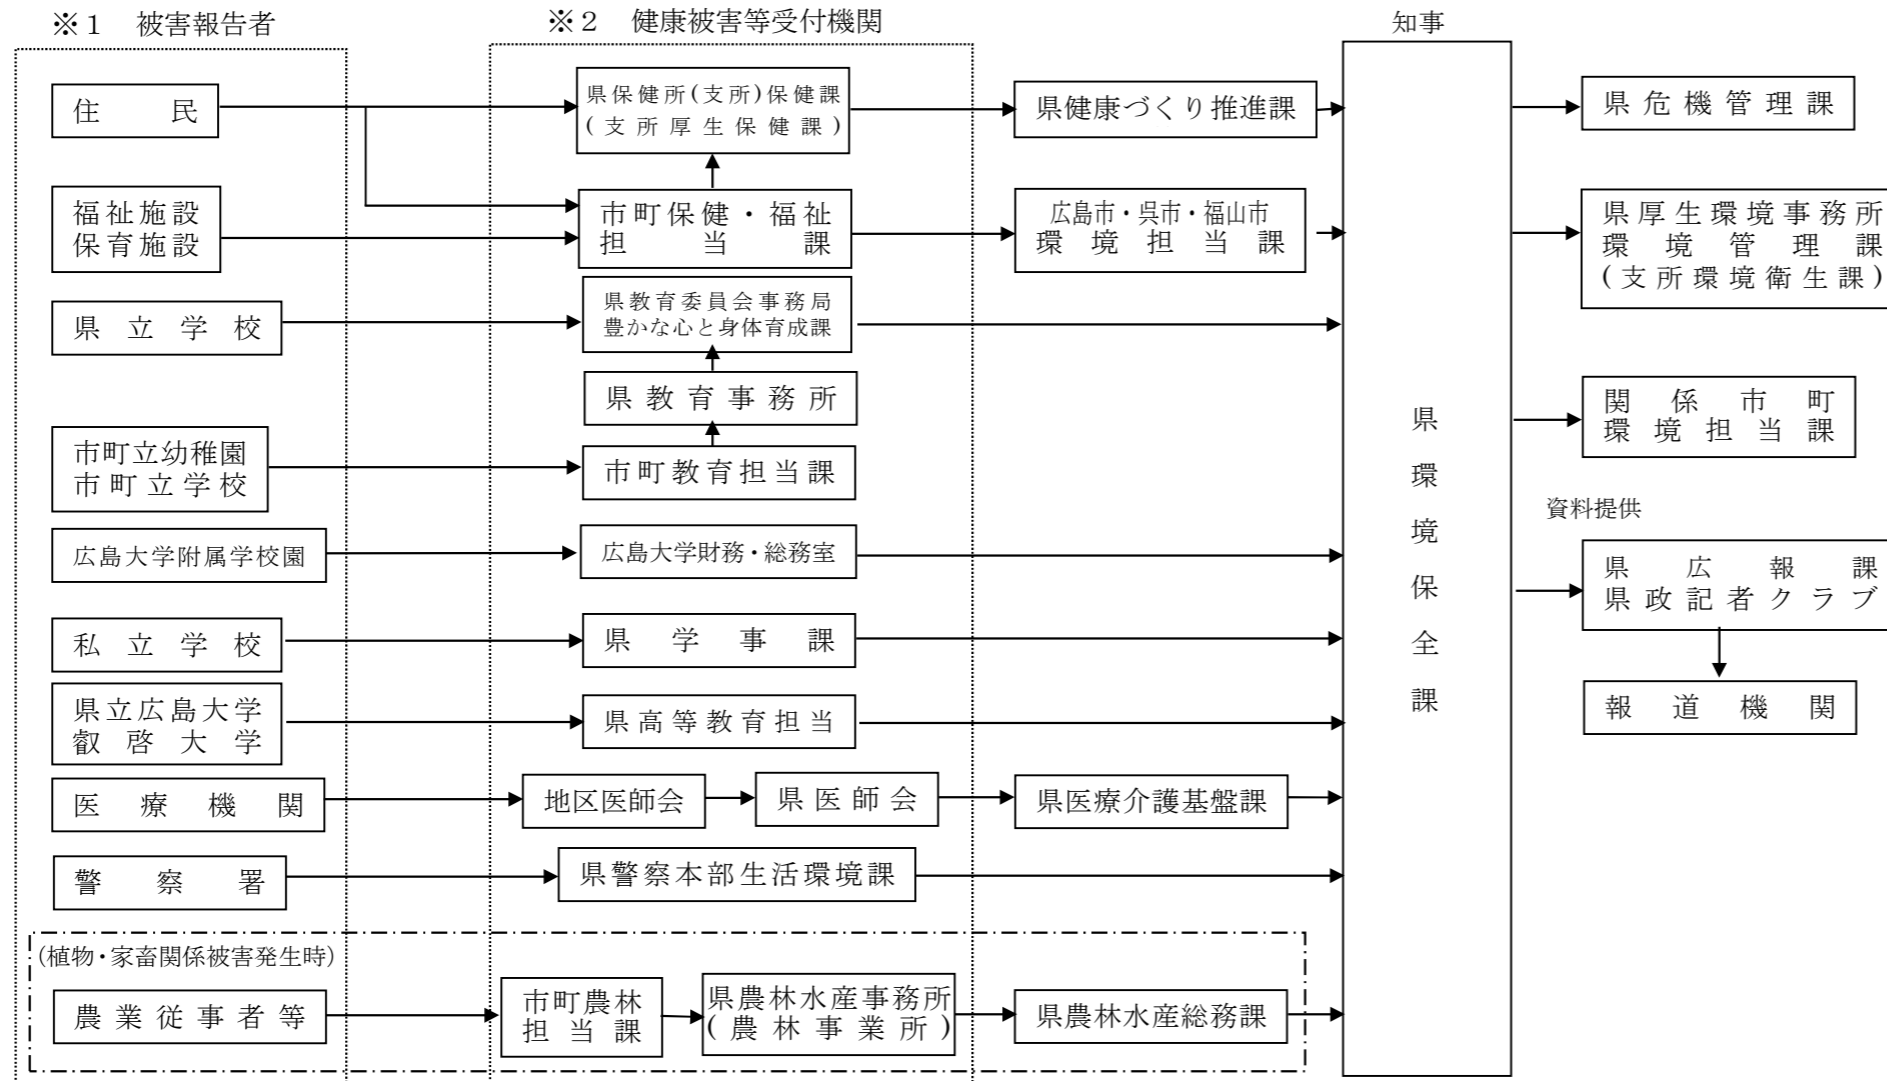 ※１　被害報告者
※２　健康被害等受付機関
知事
住民
県保健所(支所)保健課
(支所厚生保健課)
県健康づくり推進課
県危機管理課
福祉施設
保育施設
市町保健・福祉
担当課
広島市・呉市・福山市
環境担当課
県厚生環境事務所
環境管理課
(支所環境衛生課)
県立学校
県教育委員会事務局
豊かな心と身体育成課
県教育事務所
関係市町
環境担当課
市町立幼稚園
市町立学校
市町教育担当課
県環境保全課
資料提供
広島大学附属学校園
広島大学財務・総務室
県広報課
県政記者クラブ
私立学校
県学事課
県立広島大学
叡啓大学
県高等教育担当
報道機関
医療機関
地区医師会
県医師会
県医療介護基盤課
警察署
県警察本部生活環境課
(植物・家畜関係被害発生時)
農業従事者等
市町農林
担当課
県農林水産事務所
(農林事業所)
県農林水産総務課